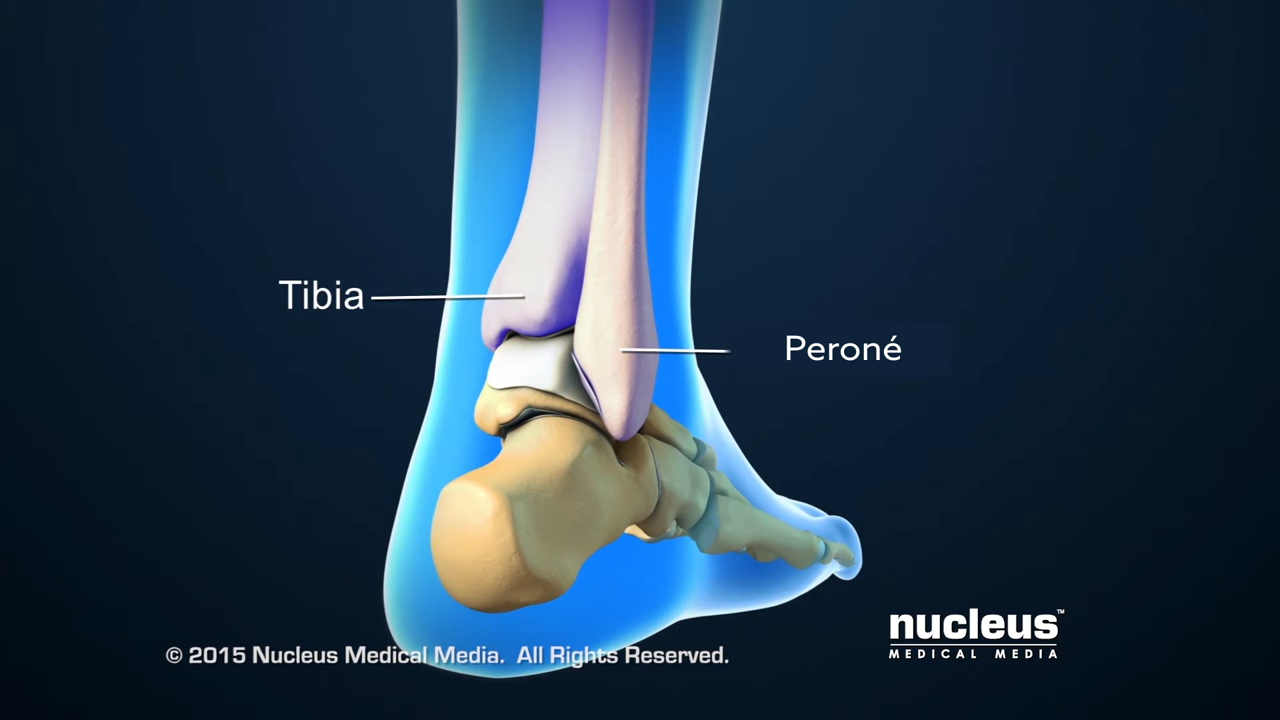 Tibia
Peroné
nucleus™
MEDICAL MEDIA
© 2015 Nucleus Medical Media. All Rights Reserved.